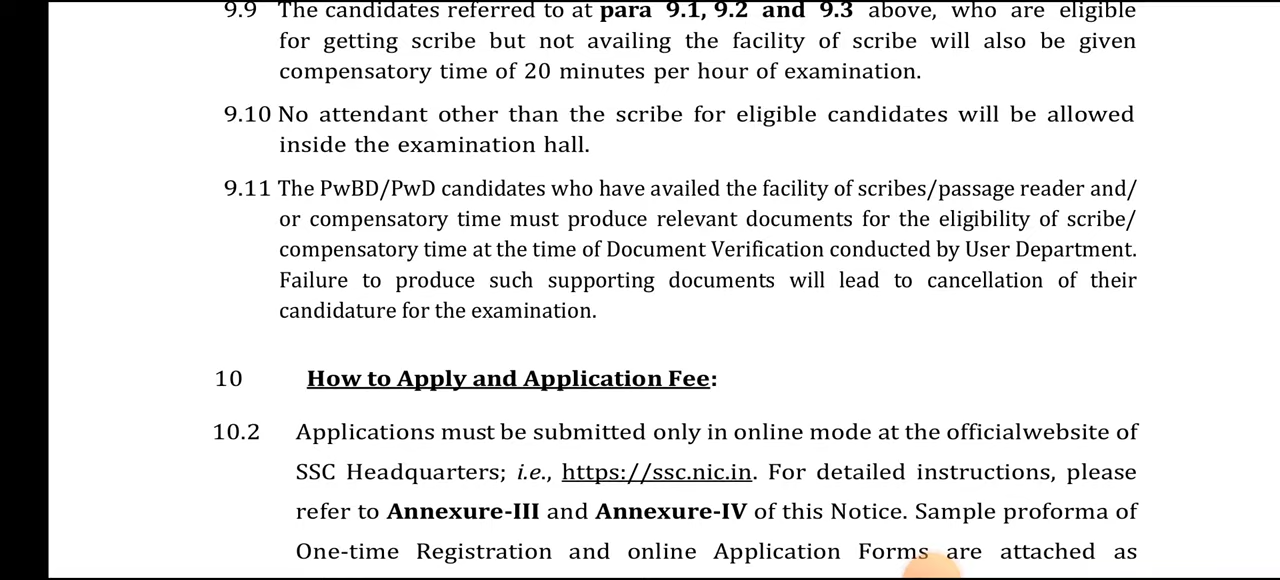 9.9 The candidates referred to at para 9.1, 9.2 and 9.3 above, who are eligible
for getting scribe but not availing the facility of scribe will also be given
compensatory time of 20 minutes per hour of examination.
9.10 No attendant other than the scribe for eligible candidates will be allowed
inside the examination hall.
9.11 The PwBD/PwD candidates who have availed the facility of scribes/passage reader and/
or compensatory time must produce relevant documents for the eligibility of scribe/
compensatory time at the time of Document Verification conducted by User Department.
Failure to produce such supporting documents will lead to cancellation of their
candidature for the examination.
10 How to Apply and Application Fee:
10.2 Applications must be submitted only in online mode at the officialwebsite of
SSC Headquarters; i.e., https://ssc.nic.in. For detailed instructions, please
refer to Annexure-III and Annexure-IV of this Notice. Sample proforma of
One-time Registration and online Application Forms are attached as